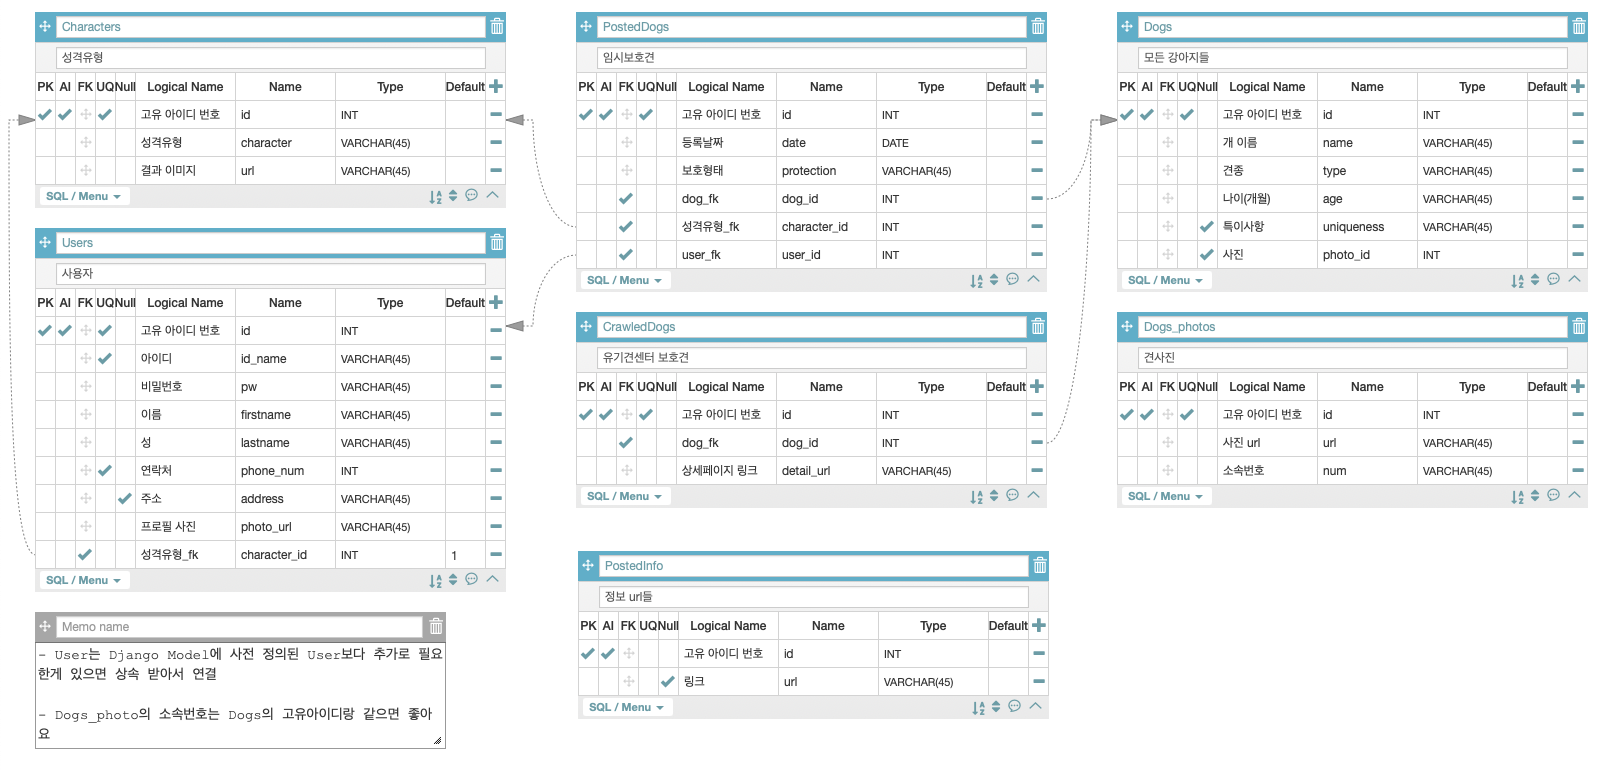 Characters
성격유형
PK AI FK UQ Null Logical Name Name Type Default
고유 아이디 번호 id INT
성격유형 character VARCHAR(45)
결과 이미지 url VARCHAR(45)
SQL / Menu
Users
사용자
PK AI FK UQ Null Logical Name Name Type Default
고유 아이디 번호 id INT
아이디 id_name VARCHAR(45)
비밀번호 pw VARCHAR(45)
이름 firstname VARCHAR(45)
성 lastname VARCHAR(45)
연락처 phone_num INT
주소 address VARCHAR(45)
프로필 사진 photo_url VARCHAR(45)
성격유형_fk character_id INT 1
SQL / Menu
Memo name
- User는 Django Model에 사전 정의된 User보다 추가로 필요
한게 있으면 상속 받아서 연결
- Dogs_photo의 소속번호는 Dogs의 고유아이디랑 같으면 좋아
요
PostedDogs
임시보호견
PK AI FK UQ Null Logical Name Name Type Default
고유 아이디 번호 id INT
등록날짜 date DATE
보호형태 protection VARCHAR(45)
dog_fk dog_id INT
성격유형_fk character_id INT
user_fk user_id INT
SQL / Menu
CrawledDogs
유기견센터 보호견
PK AI FK UQ Null Logical Name Name Type Default
고유 아이디 번호 id INT
dog_fk dog_id INT
상세페이지 링크 detail_url VARCHAR(45)
SQL / Menu
PostedInfo
정보 url들
PK AI FK UQ Null Logical Name Name Type Default
고유 아이디 번호 id INT
링크 url VARCHAR(45)
SQL / Menu
Dogs
모든 강아지들
PK AI FK UQ Null Logical Name Name Type Default
고유 아이디 번호 id INT
개 이름 name VARCHAR(45)
견종 type VARCHAR(45)
나이(개월) age VARCHAR(45)
특이사항 uniqueness VARCHAR(45)
사진 photo_id INT
SQL / Menu
Dogs_photos
견사진
PK AI FK UQ Null Logical Name Name Type Default
고유 아이디 번호 id INT
사진 url url VARCHAR(45)
소속번호 num VARCHAR(45)
SQL / Menu